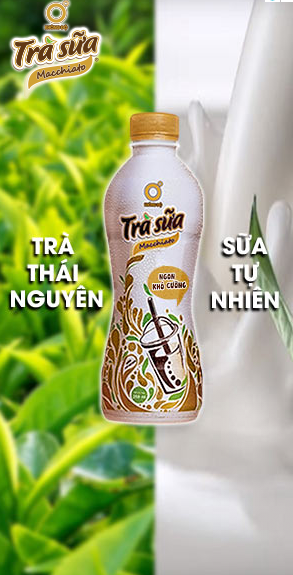 Trà sữa
Macchiato
Trà sữa
Macchiato
NGON
KHÓ CƯỠNG
TRÀ
THÁI
NGUYÊN
SỮA
TỰ
NHIÊN